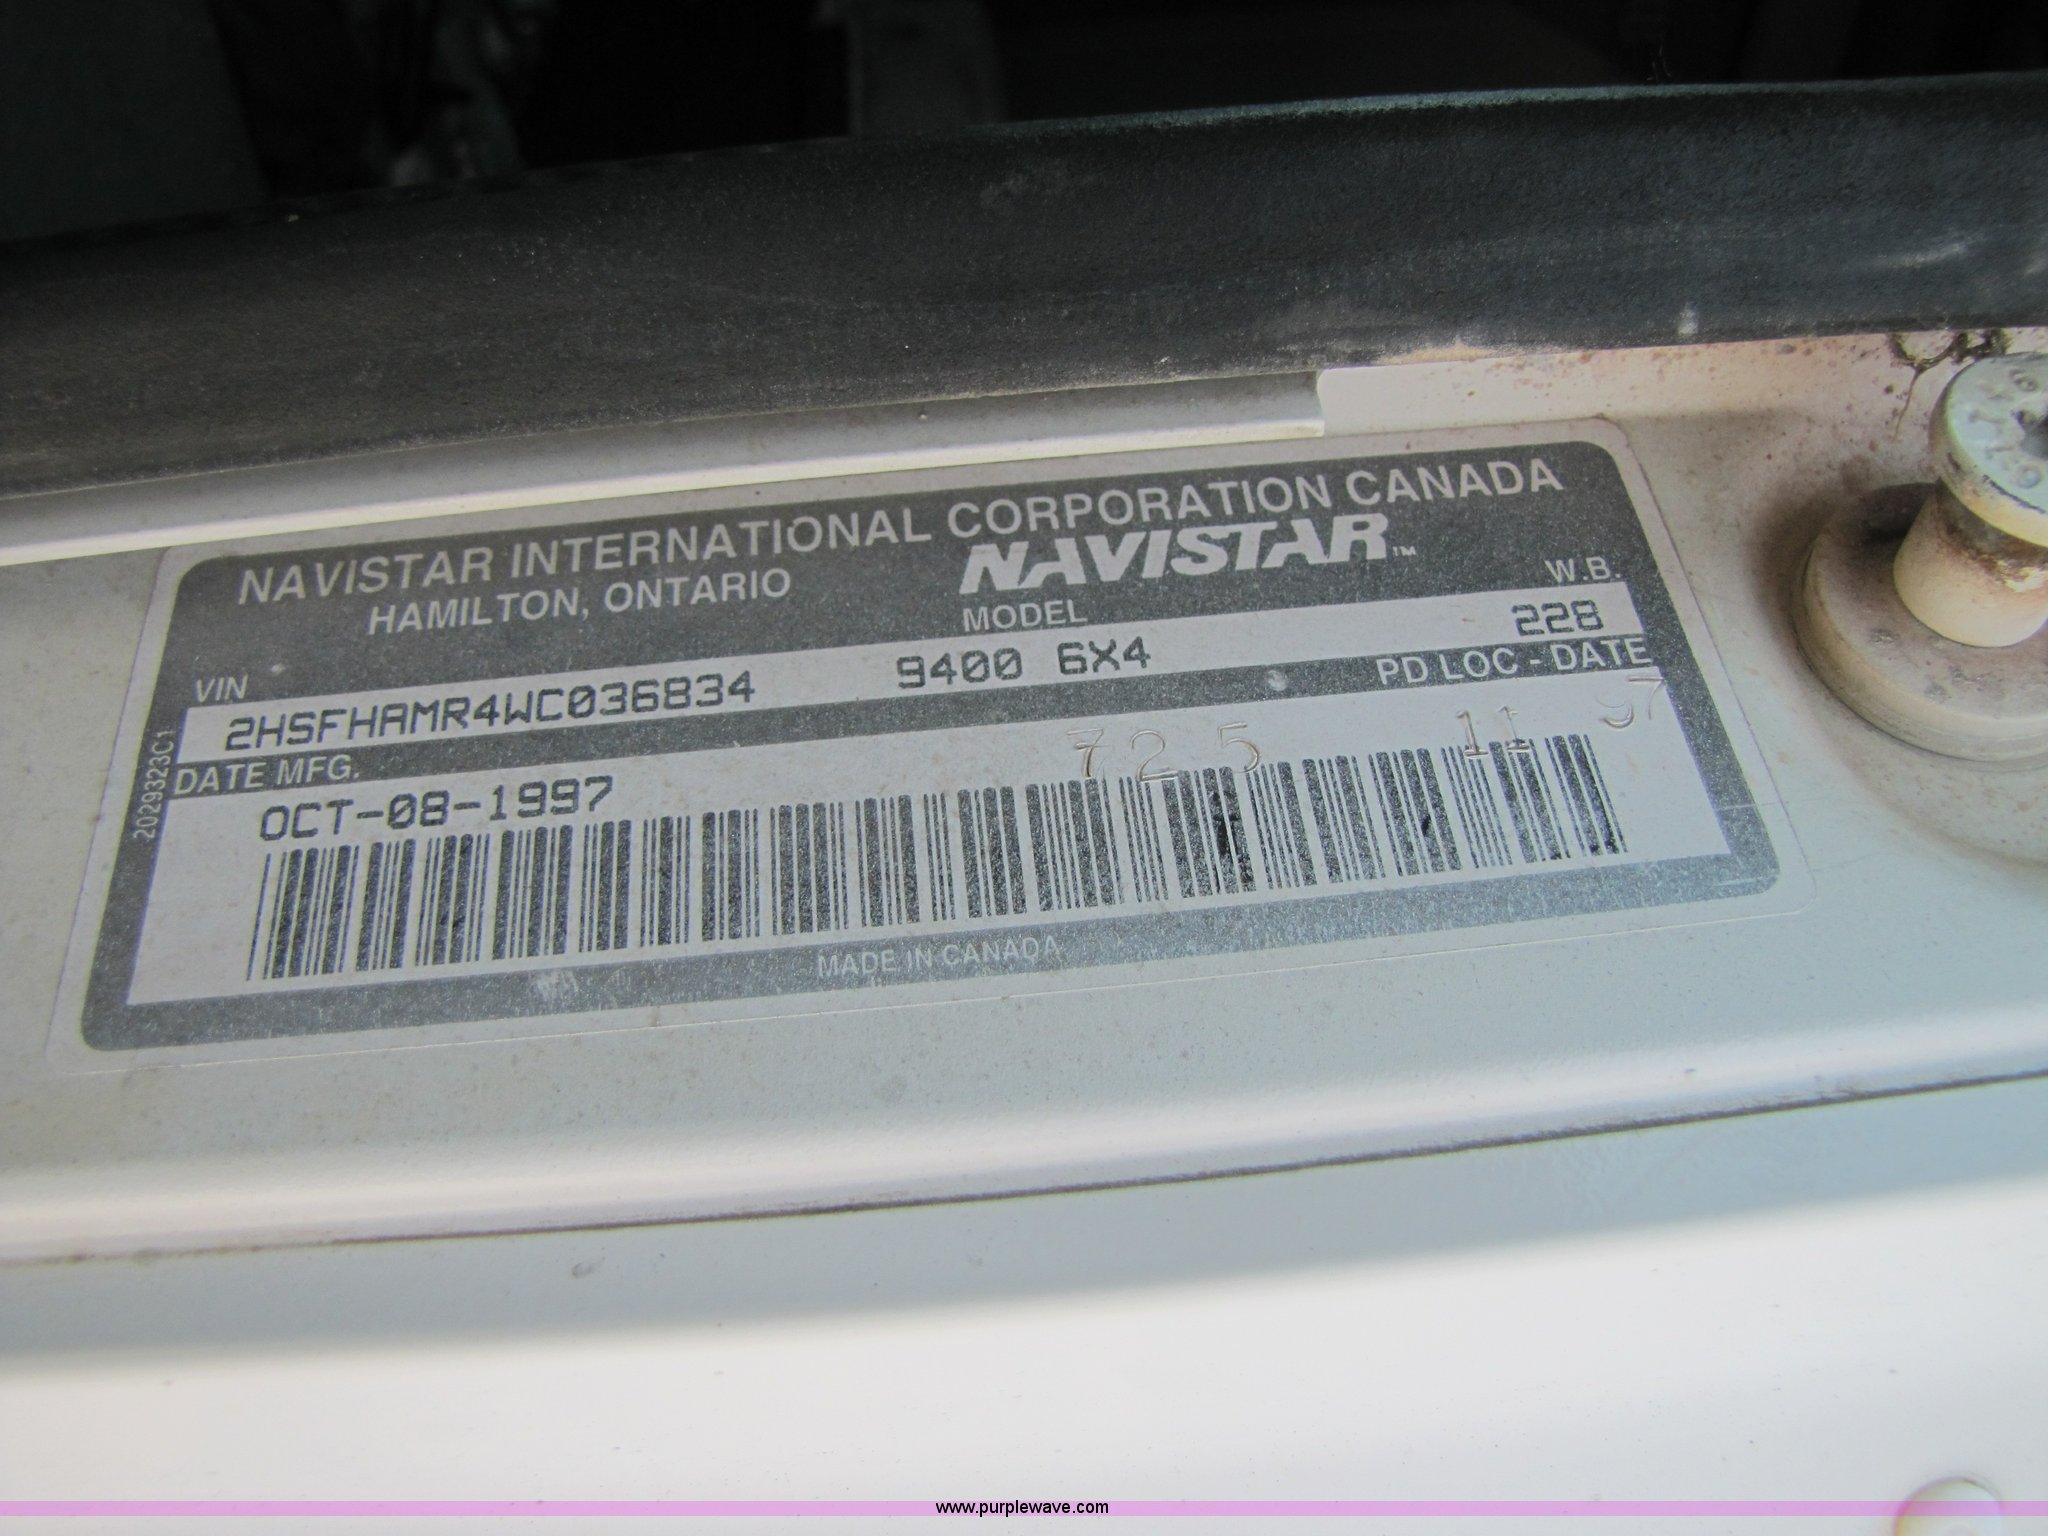 NAVISTAR INTERNATIONAL CORPORATION CANADA
HAMILTON, ONTARIO
NAVISTAR™
VIN
MODEL
W.B.
2HSFHAMR4WC036834
9400 6X4
228
DATE MFG.
PD LOC - DATE
OCT-08-1997
725 11 97
2029323C1
MADE IN CANADA
www.purplewave.com